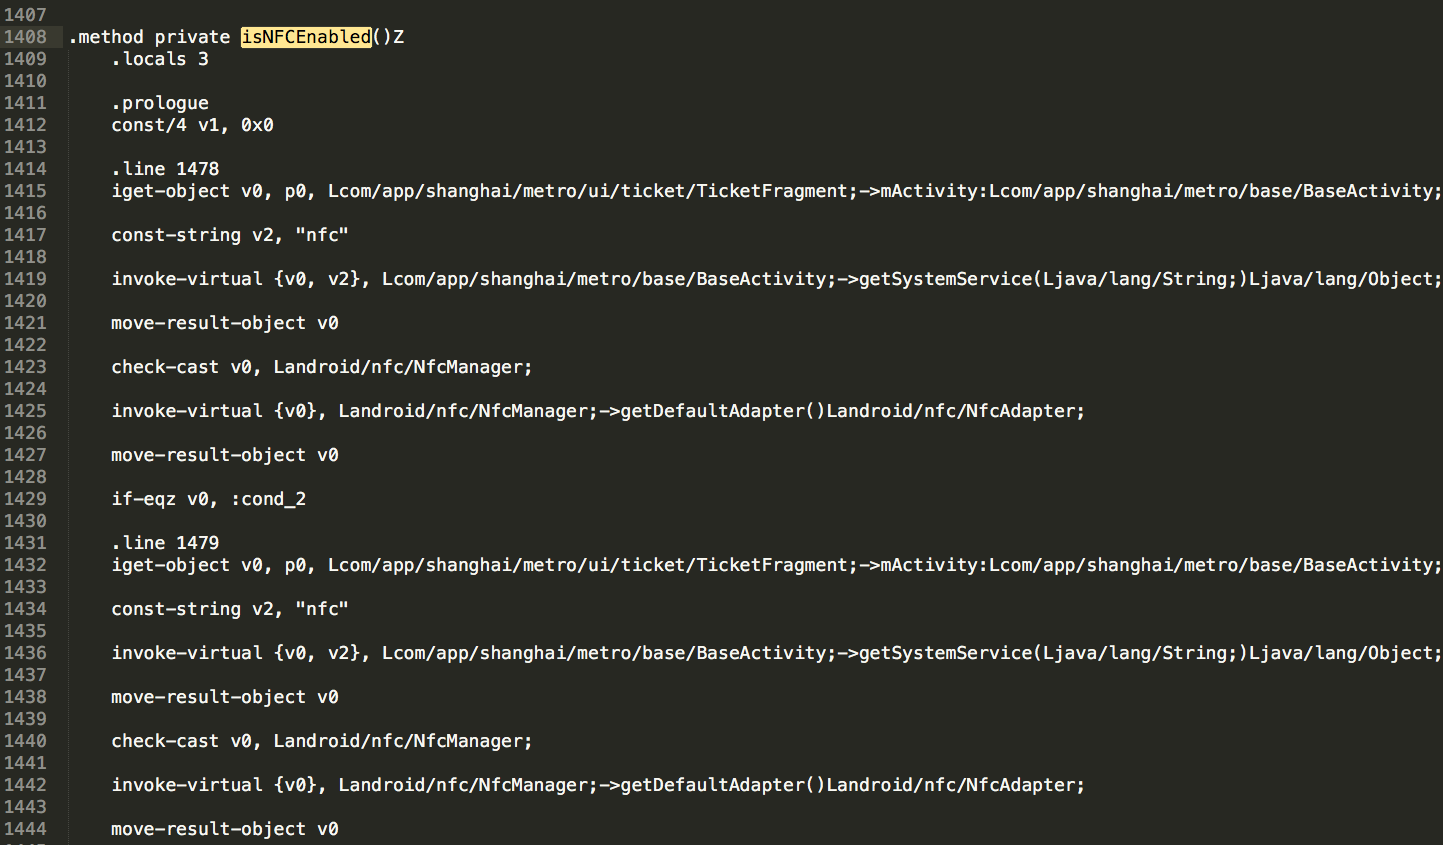 1407
1408 .method private isNFCEnabled()Z
1409 .locals 3
1410
1411 .prologue
1412 const/4 v1, 0x0
1413
1414 .line 1478
1415 iget-object v0, p0, Lcom/app/shanghai/metro/ui/ticket/TicketFragment;->mActivity:Lcom/app/shanghai/metro/base/BaseActivity;
1416
1417 const-string v2, "nfc"
1418
1419 invoke-virtual {v0, v2}, Lcom/app/shanghai/metro/base/BaseActivity;->getSystemService(Ljava/lang/String;)Ljava/lang/Object;
1420
1421 move-result-object v0
1422
1423 check-cast v0, Landroid/nfc/NfcManager;
1424
1425 invoke-virtual {v0}, Landroid/nfc/NfcManager;->getDefaultAdapter()Landroid/nfc/NfcAdapter;
1426
1427 move-result-object v0
1428
1429 if-eqz v0, :cond_2
1430
1431 .line 1479
1432 iget-object v0, p0, Lcom/app/shanghai/metro/ui/ticket/TicketFragment;->mActivity:Lcom/app/shanghai/metro/base/BaseActivity;
1433
1434 const-string v2, "nfc"
1435
1436 invoke-virtual {v0, v2}, Lcom/app/shanghai/metro/base/BaseActivity;->getSystemService(Ljava/lang/String;)Ljava/lang/Object;
1437
1438 move-result-object v0
1439
1440 check-cast v0, Landroid/nfc/NfcManager;
1441
1442 invoke-virtual {v0}, Landroid/nfc/NfcManager;->getDefaultAdapter()Landroid/nfc/NfcAdapter;
1443
1444 move-result-object v0